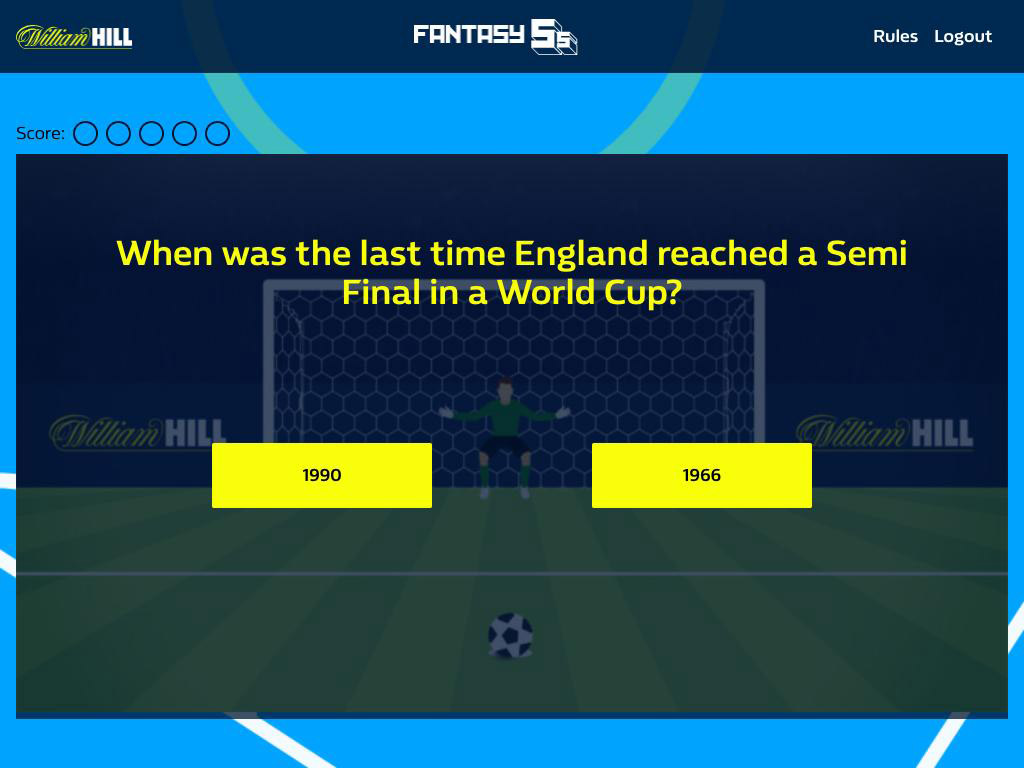 William HILL
FANTASY 5s
Rules Logout
Score:
When was the last time England reached a Semi
Final in a World Cup?
William HILL
William HILL
1990
1966